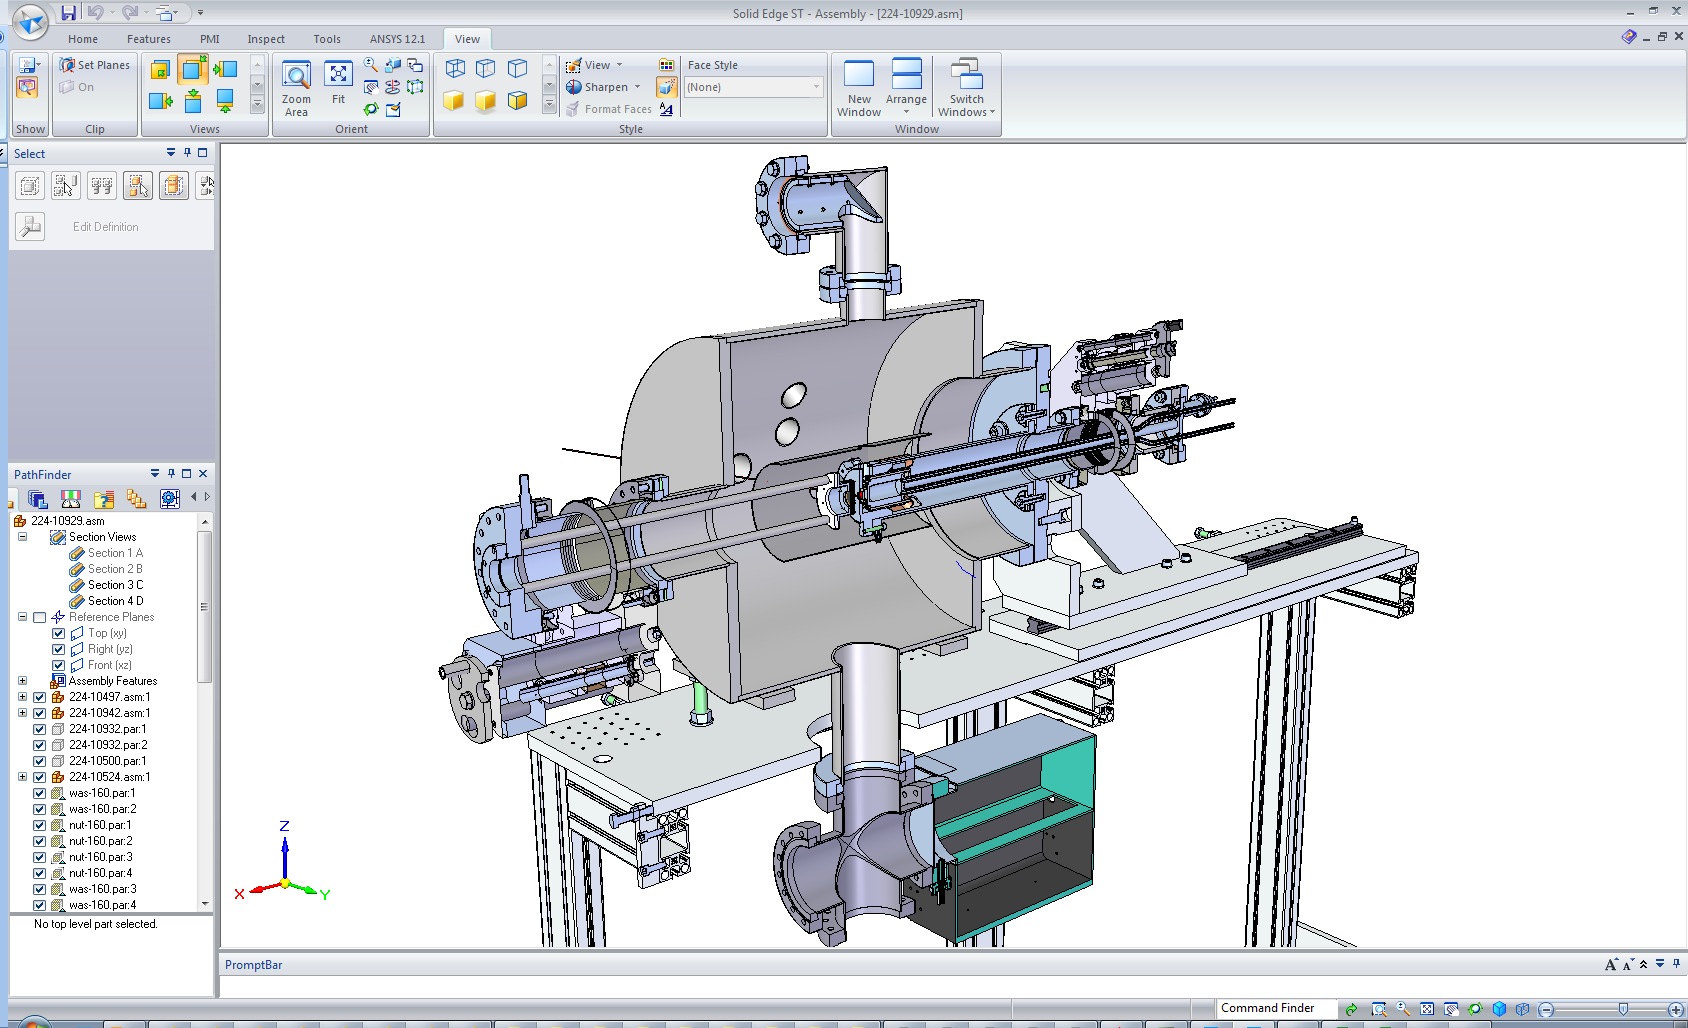 Solid Edge ST - Assembly - [224-10929.asm]
Home Features PMI Inspect Tools ANSYS 12.1 View
Set Planes
On
Zoom Area
Fit
View
Sharpen
Format Faces
Face Style
(None)
New Window
Arrange
Switch Windows
Show Clip Views Orient Style Window
Select
Edit Definition
PathFinder
224-10929.asm
Section Views
Section 1 A
Section 2 B
Section 3 C
Section 4 D
Reference Planes
Top (xy)
Right (yz)
Front (xz)
Assembly Features
224-10497.asm:1
224-10942.asm:1
224-10932.par:1
224-10932.par:2
224-10500.par:1
224-10524.asm:1
was-160.par:1
was-160.par:2
nut-160.par:1
nut-160.par:2
nut-160.par:3
nut-160.par:4
was-160.par:3
was-160.par:4
No top level part selected.
Z
X
Y
PromptBar
A A
Command Finder